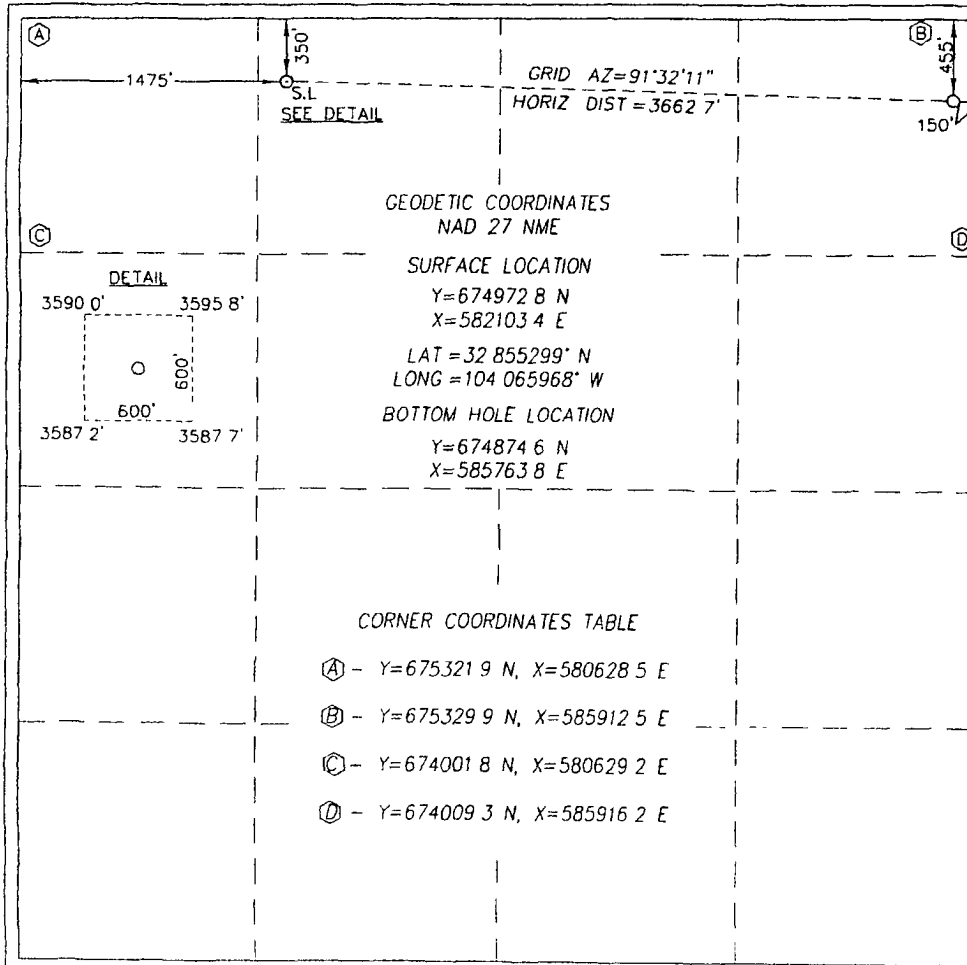 A
B
350'
455'
1475'
GRID AZ=91°32'11"
S.L
HORIZ DIST=3662 7'
SEE DETAIL
150'
GEODETIC COORDINATES
NAD 27 NME
C
D
SURFACE LOCATION
DETAIL
Y=674972 8 N
X=582103 4 E
3590 0' 3595 8'
LAT=32 855299° N
LONG=104 065968° W
600'
600'
BOTTOM HOLE LOCATION
3587 2' 3587 7'
Y=674874 6 N
X=585763 8 E
CORNER COORDINATES TABLE
A - Y=675321 9 N, X=580628 5 E
B - Y=675329 9 N, X=585912 5 E
C - Y=674001 8 N, X=580629 2 E
D - Y=674009 3 N, X=585916 2 E